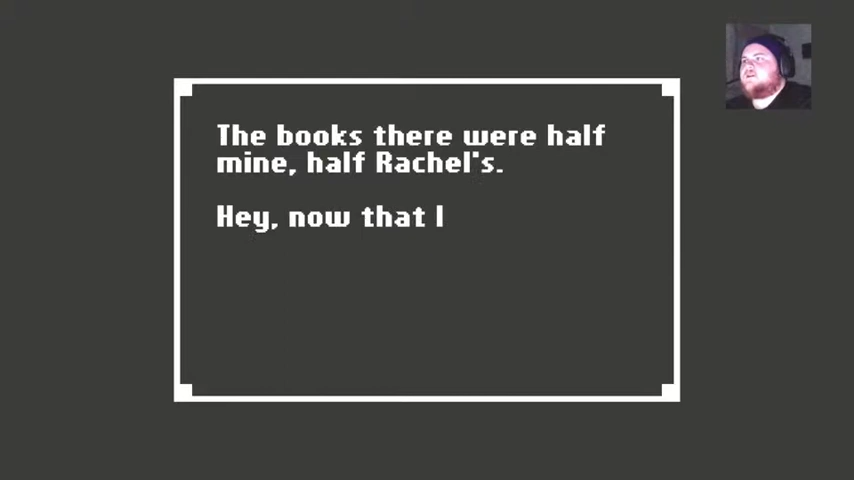 The books there were half
mine, half Rachel's.
Hey, now that I